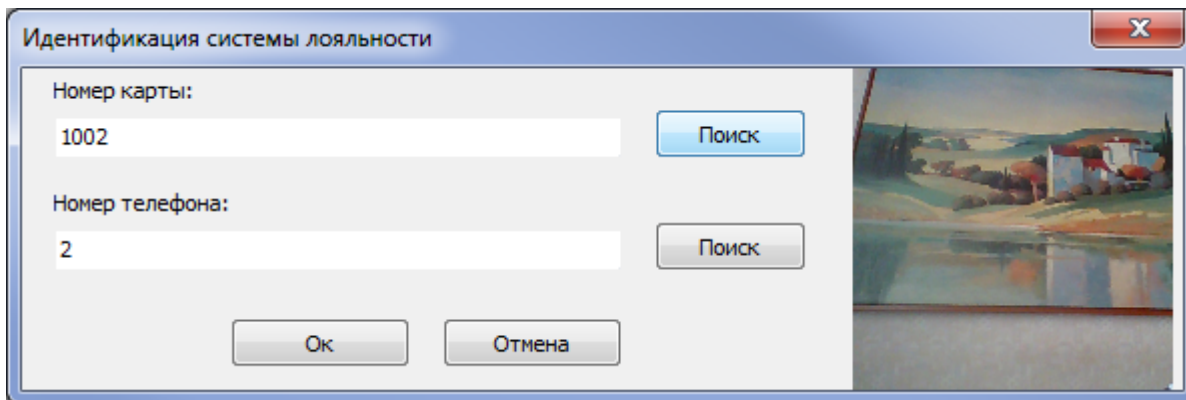 Идентификация системы лояльности
Номер карты:
1002
Поиск
Номер телефона:
2
Поиск
Ок
Отмена